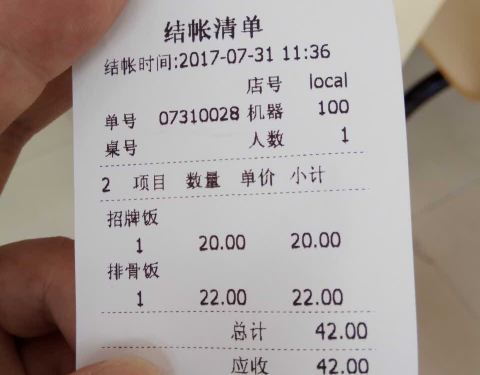 结帐清单
结帐时间:2017-07-31 11:36
店号 local
单号 07310028 机器 100
桌号 人数 1
2 项目 数量 单价 小计
招牌饭
1 20.00 20.00
排骨饭
1 22.00 22.00
总计 42.00
应收 42.00